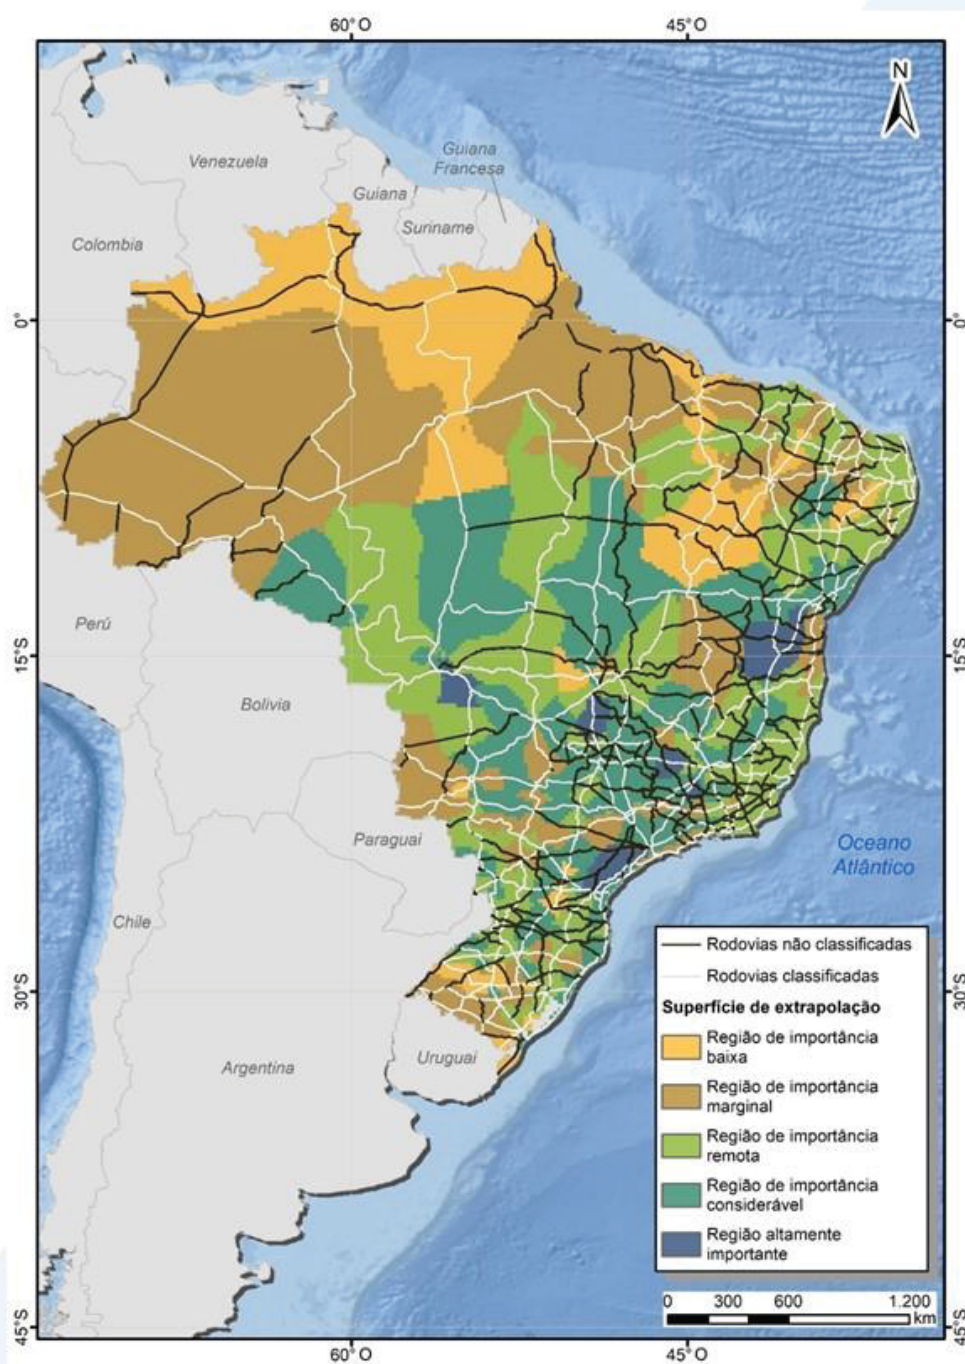 60° O
45° O
N
Guiana
Francesa
Venezuela
Guiana
Suriname
Colombia
0°
0°
Perú
15°S
15°S
Bolivia
Paraguai
Oceano
Atlântico
Chile
30°S
30°S
Uruguai
Argentina
Rodovias não classificadas
Rodovias classificadas
Superfície de extrapolação
Região de importância
baixa
Região de importância
marginal
Região de importância
remota
Região de importância
considerável
Região altamente
importante
0 300 600 1.200
km
45°S
45°S
60° O
45° O